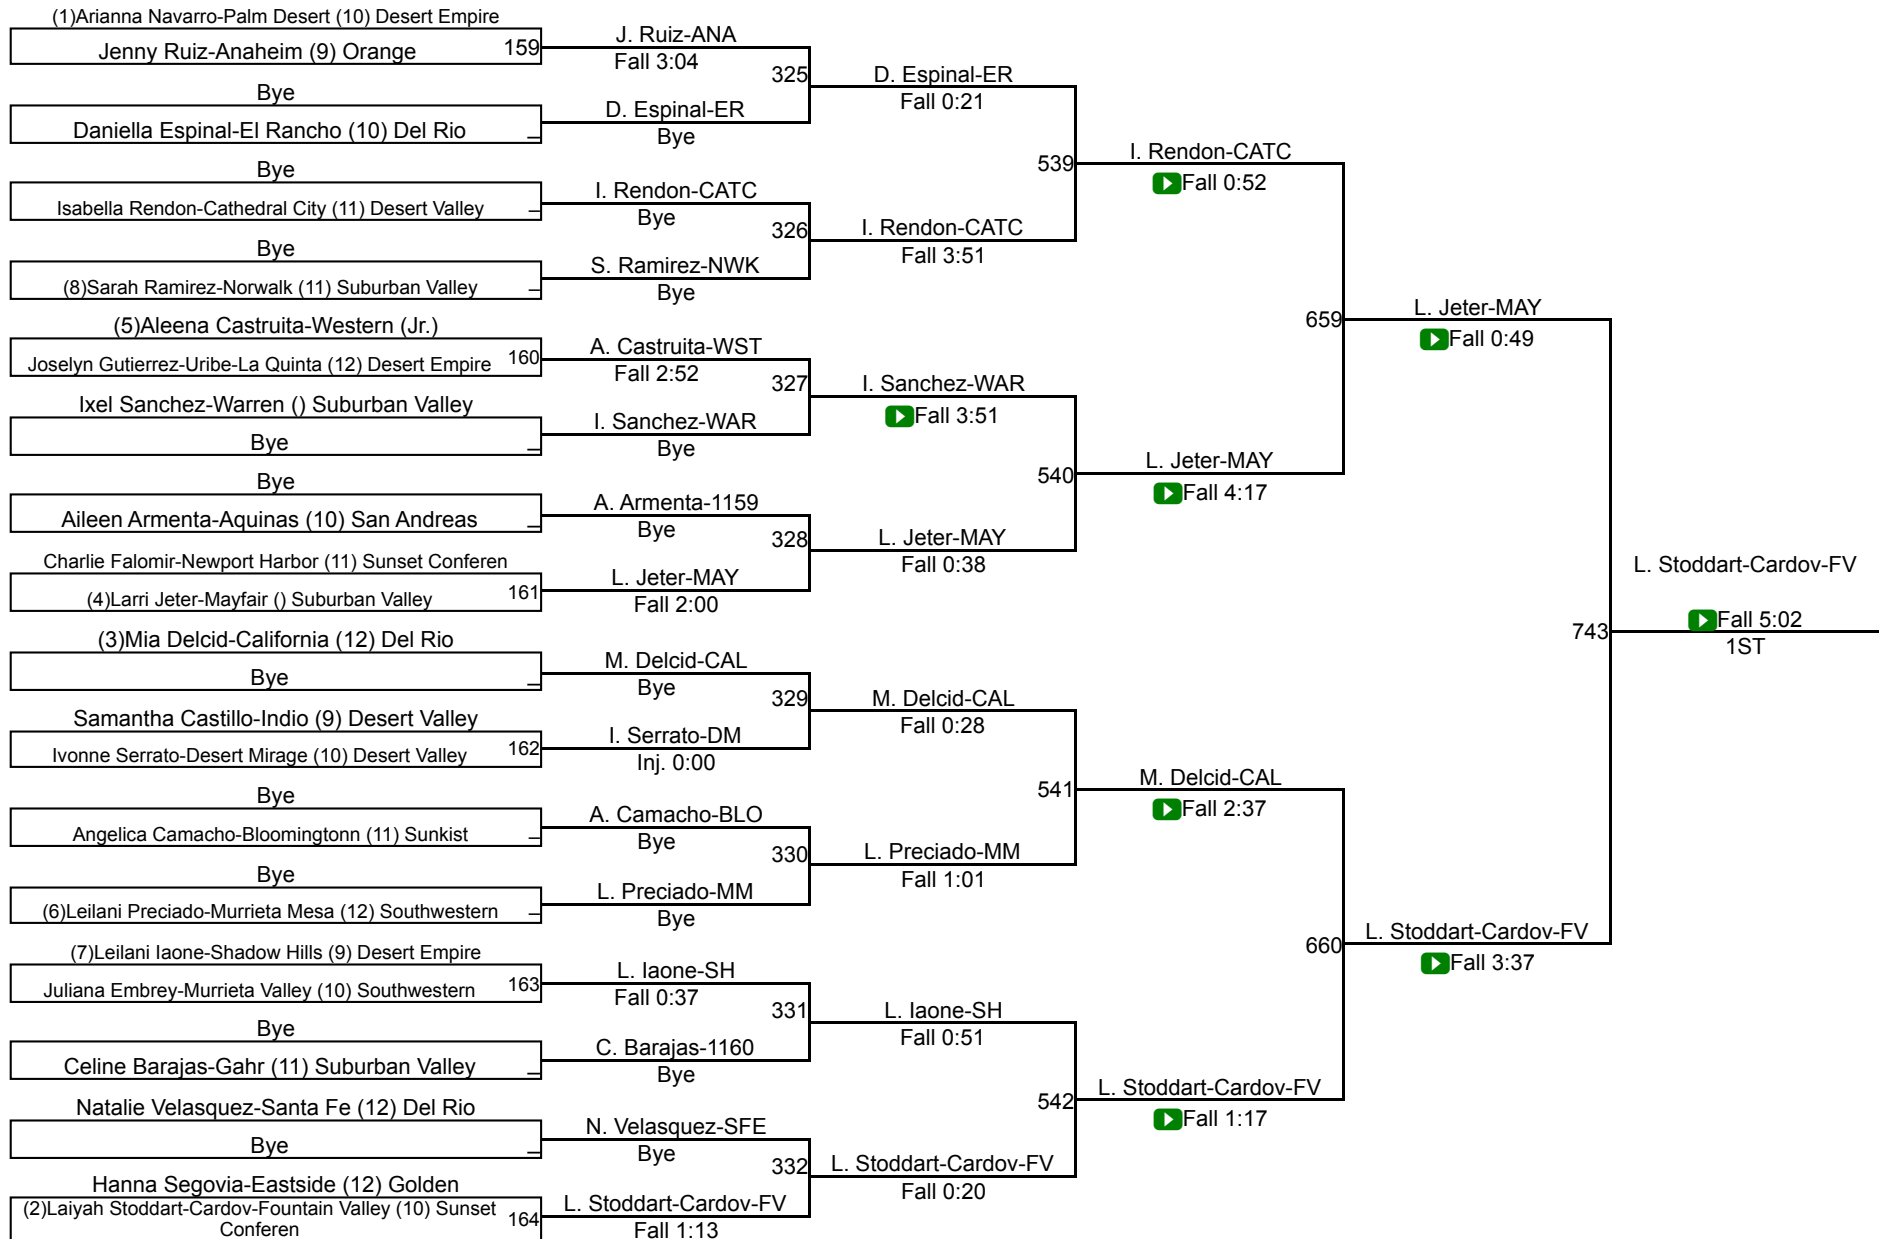 (1)Arianna Navarro-Palm Desert (10) Desert Empire
Jenny Ruiz-Anaheim (9) Orange 159
Bye
Daniella Espinal-El Rancho (10) Del Rio _
Bye
Isabella Rendon-Cathedral City (11) Desert Valley _
Bye
(8)Sarah Ramirez-Norwalk (11) Suburban Valley _
(5)Aleena Castruita-Western (Jr.)
Joselyn Gutierrez-Uribe-La Quinta (12) Desert Empire 160
Ixel Sanchez-Warren () Suburban Valley
Bye _
Bye
Aileen Armenta-Aquinas (10) San Andreas _
Charlie Falomir-Newport Harbor (11) Sunset Conferen
(4)Larri Jeter-Mayfair () Suburban Valley 161
(3)Mia Delcid-California (12) Del Rio
Bye _
Samantha Castillo-Indio (9) Desert Valley
Ivonne Serrato-Desert Mirage (10) Desert Valley 162
Bye
Angelica Camacho-Bloomingtonn (11) Sunkist _
Bye
(6)Leilani Preciado-Murrieta Mesa (12) Southwestern _
(7)Leilani Iaone-Shadow Hills (9) Desert Empire
Juliana Embrey-Murrieta Valley (10) Southwestern 163
Bye
Celine Barajas-Gahr (11) Suburban Valley _
Natalie Velasquez-Santa Fe (12) Del Rio
Bye _
Hanna Segovia-Eastside (12) Golden
(2)Laiyah Stoddart-Cardov-Fountain Valley (10) Sunset
Conferen 164
J. Ruiz-ANA
Fall 3:04
325
D. Espinal-ER
Bye
I. Rendon-CATC
Bye
326
S. Ramirez-NWK
Bye
A. Castruita-WST
Fall 2:52
327
I. Sanchez-WAR
Bye
A. Armenta-1159
Bye
328
L. Jeter-MAY
Fall 2:00
M. Delcid-CAL
Bye
329
I. Serrato-DM
Inj. 0:00
A. Camacho-BLO
Bye
330
L. Preciado-MM
Bye
L. Iaone-SH
Fall 0:37
331
C. Barajas-1160
Bye
N. Velasquez-SFE
Bye
332
L. Stoddart-Cardov-FV
Fall 1:13
D. Espinal-ER
Fall 0:21
539
I. Rendon-CATC
Fall 3:51
I. Sanchez-WAR
Fall 3:51
540
L. Jeter-MAY
Fall 0:38
M. Delcid-CAL
Fall 0:28
541
L. Preciado-MM
Fall 1:01
L. Iaone-SH
Fall 0:51
542
L. Stoddart-Cardov-FV
Fall 0:20
I. Rendon-CATC
Fall 0:52
659
L. Jeter-MAY
Fall 4:17
M. Delcid-CAL
Fall 2:37
660
L. Stoddart-Cardov-FV
Fall 1:17
L. Jeter-MAY
Fall 0:49
743
L. Stoddart-Cardov-FV
Fall 3:37
L. Stoddart-Cardov-FV
Fall 5:02
1ST